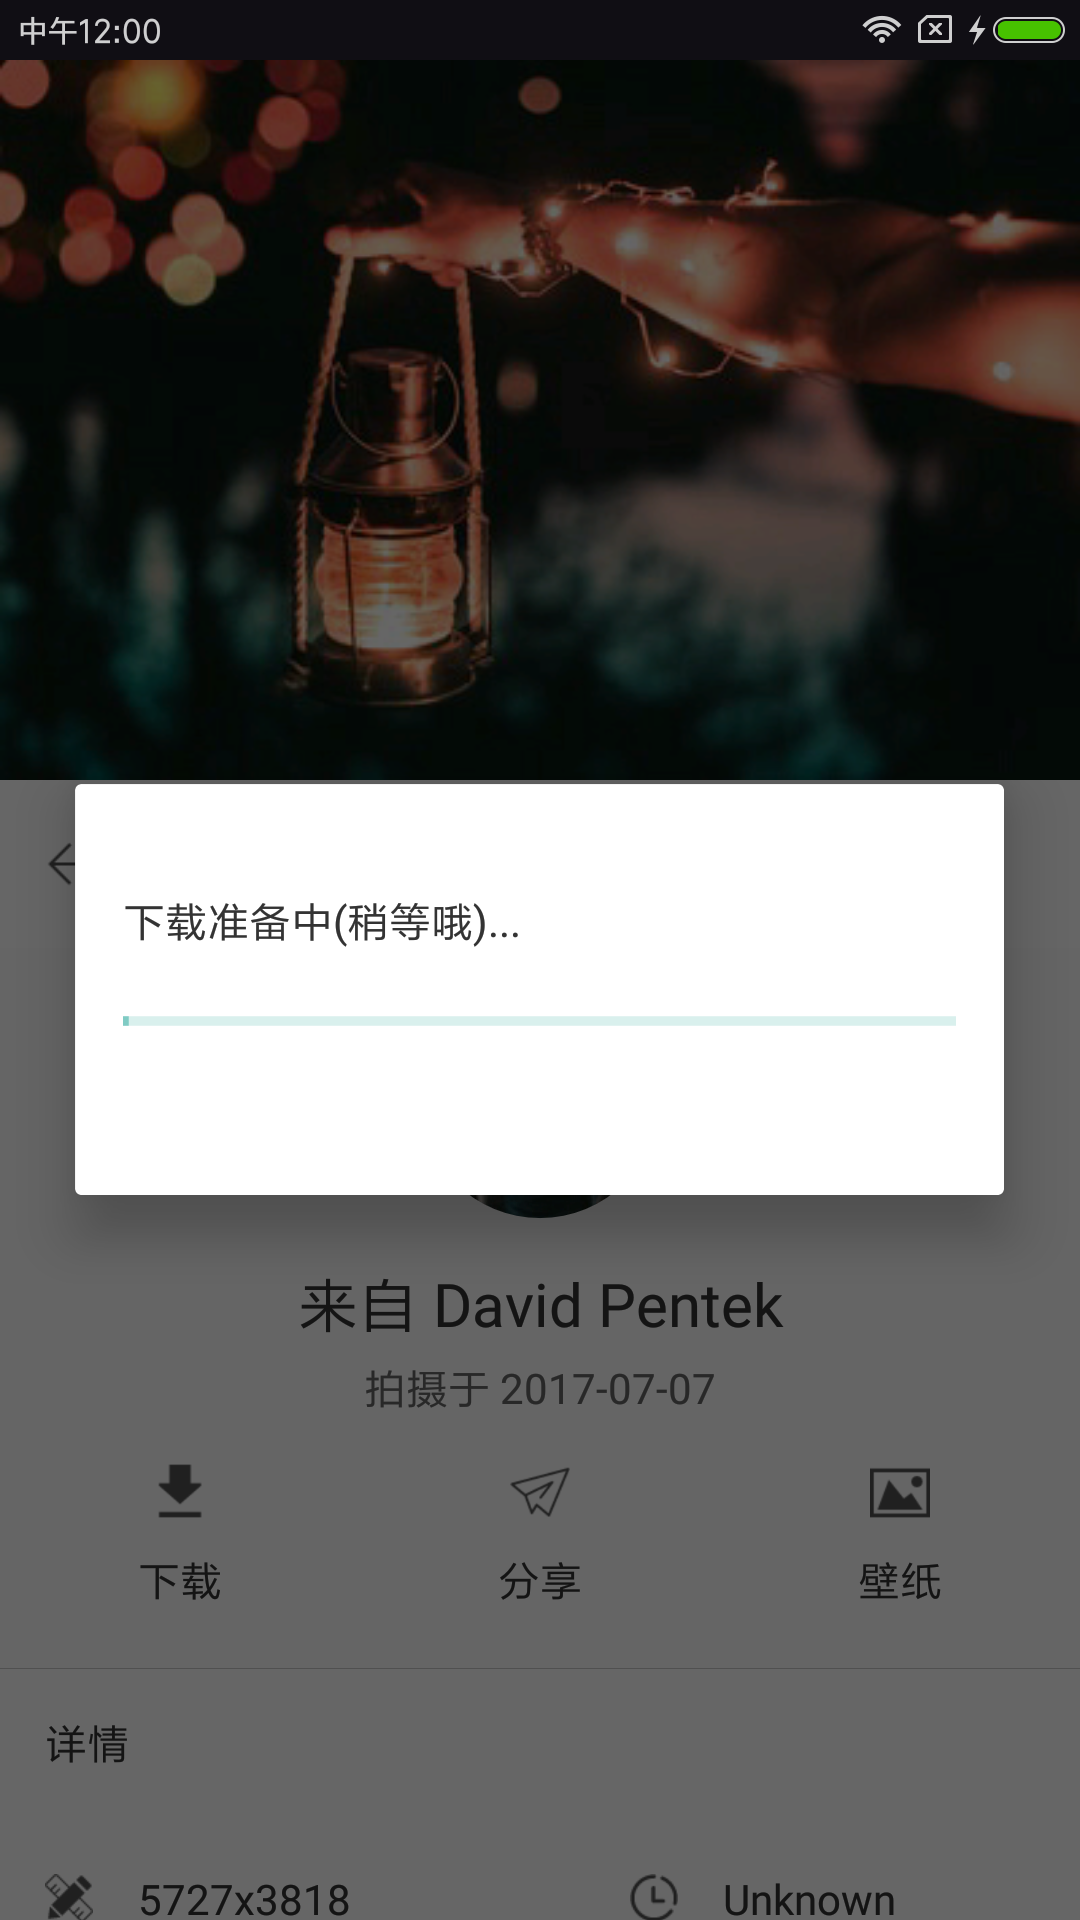 中午12:00
下载准备中(稍等哦)...
来自 David Pentek
拍摄于 2017-07-07
下载
分享
壁纸
详情
5727x3818
Unknown